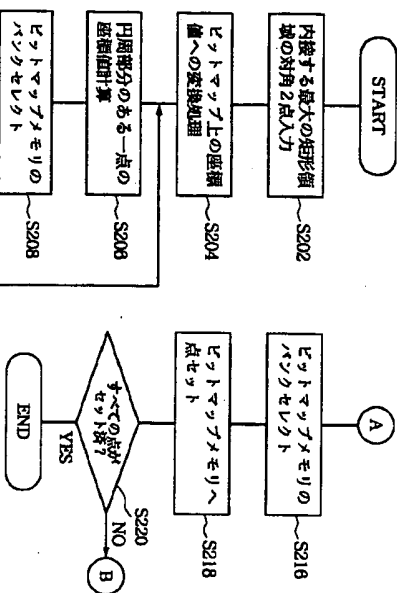 START
内接する最大の矩形領
域の対角2点入力
S202
ビットマップ上の座標
値への変換処理
S204
円周部分のある一点の
座標値計算
S206
ビットマップメモリの
バンクセレクト
S208
A
ビットマップメモリの
バンクセレクト
S216
ビットマップメモリへ
点セット
S218
すべての点が
セット済?
S220
NO
B
YES
END